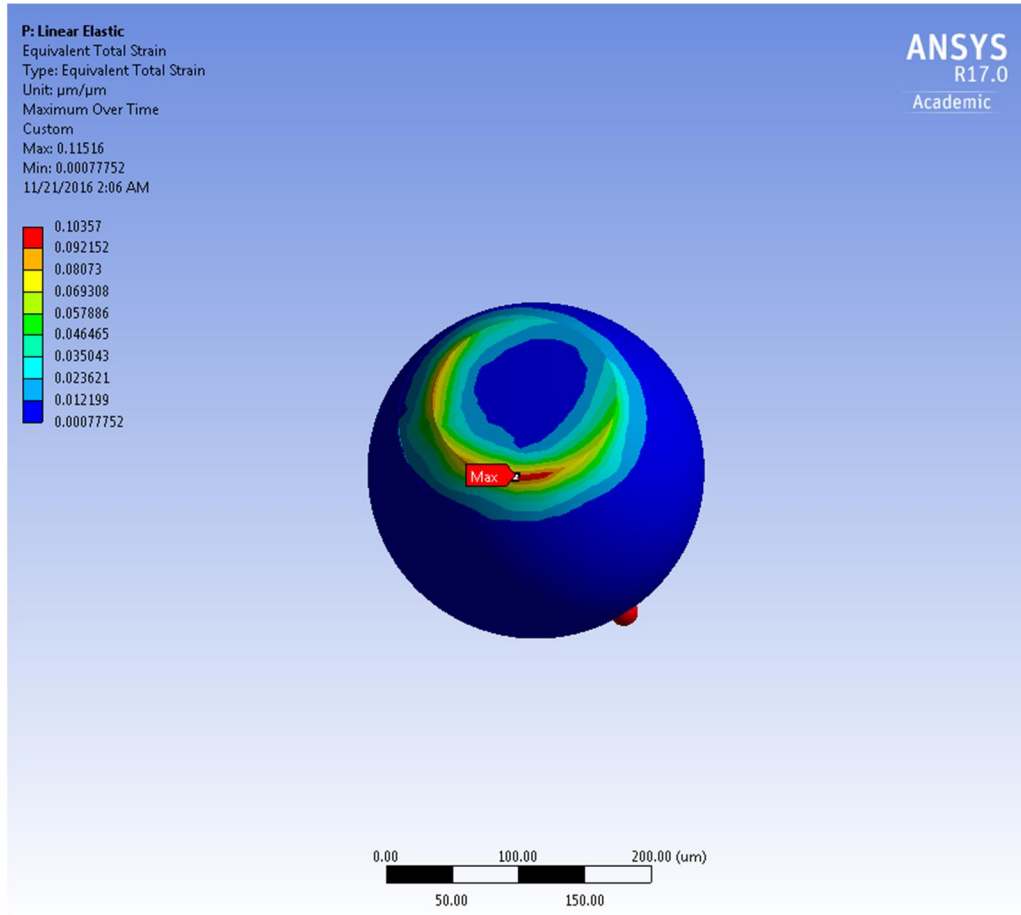 P: Linear Elastic
Equivalent Total Strain
Type: Equivalent Total Strain
Unit: µm/µm
Maximum Over Time
Custom
Max: 0.11516
Min: 0.00077752
11/21/2016 2:06 AM
ANSYS
R17.0
Academic
0.10357
0.092152
0.08073
0.069308
0.057886
0.046465
0.035043
0.023621
0.012199
0.00077752
Max
0.00 100.00 200.00 (um)
50.00 150.00